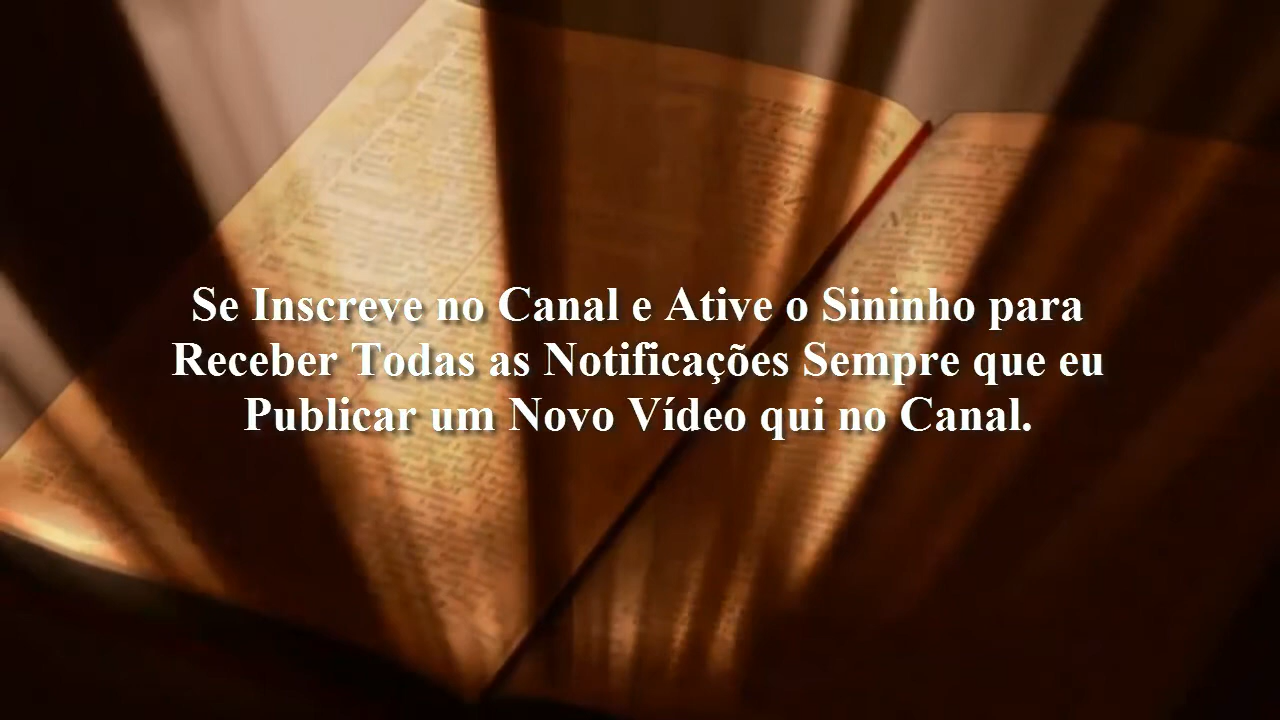 Se Inscreve no Canal e Ative o Sininho para
Receber Todas as Notificações Sempre que eu
Publicar um Novo Vídeo qui no Canal.